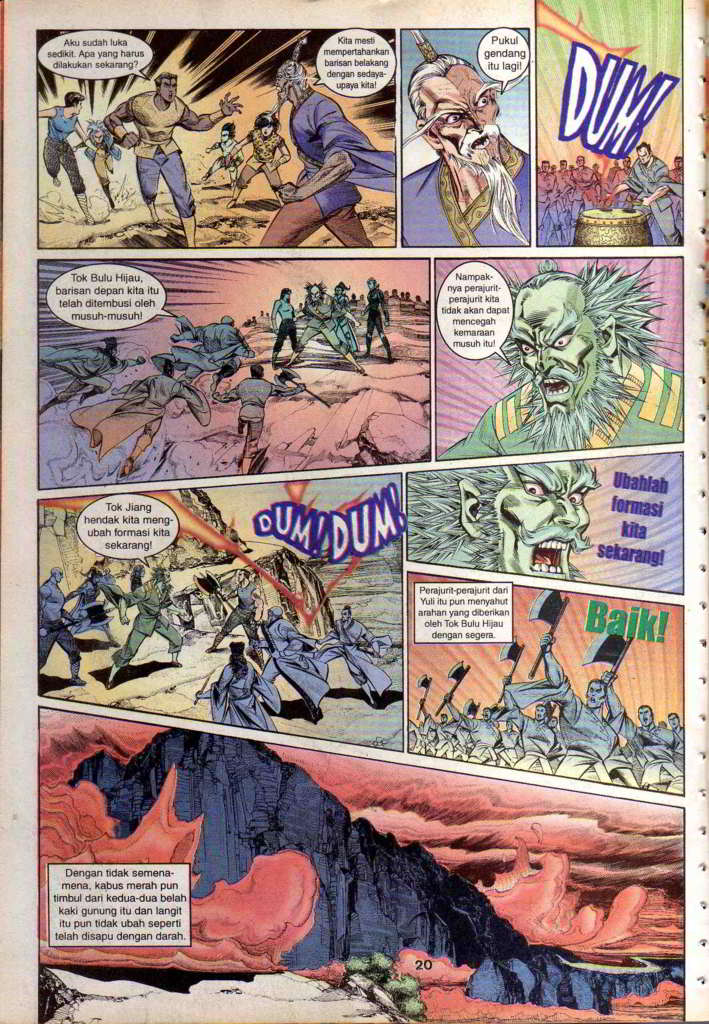 Aku sudah luka
sedikit. Apa yang harus
dilakukan sekarang?
Kita mesti
mempertahankan
barisan belakang
dengan sedaya-
upaya kita!
Pukul
gendang
itu lagi!
DUM!
Tok Bulu Hijau,
barisan depan kita itu
telah ditembusi oleh
musuh-musuh!
Nampak-
nya perajurit-
perajurit kita
tidak akan dapat
mencegah
kemaraan
musuh itu!
Tok Jiang
hendak kita meng-
ubah formasi kita
sekarang!
DUM! DUM!
Ubahlah
formasi
kita
sekarang!
Perajurit-perajurit dari
Yuli itu pun menyahut
arahan yang diberikan
oleh Tok Bulu Hijau
dengan segera.
Baik!
Dengan tidak semena-
mena, kabus merah pun
timbul dari kedua-dua belah
kaki gunung itu dan langit
itu pun tidak ubah seperti
telah disapu dengan darah.
20